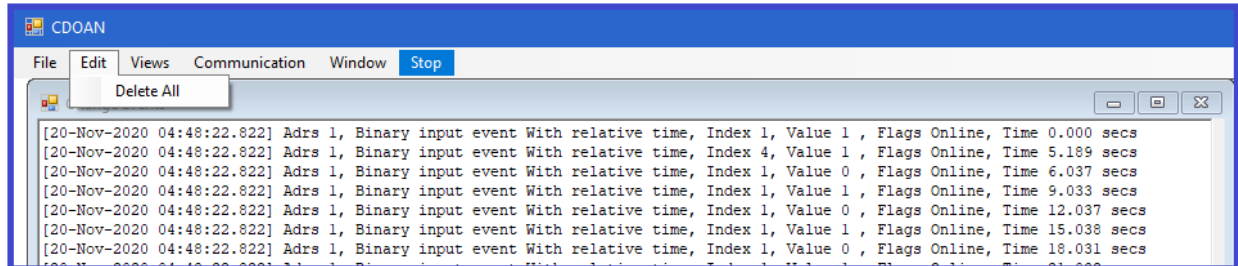 CDOAN
File Edit Views Communication Window Stop
Delete All
[20-Nov-2020 04:48:22.822] Adrs 1, Binary input event With relative time, Index 1, Value 1 , Flags Online, Time 0.000 secs
[20-Nov-2020 04:48:22.822] Adrs 1, Binary input event With relative time, Index 4, Value 1 , Flags Online, Time 5.189 secs
[20-Nov-2020 04:48:22.822] Adrs 1, Binary input event With relative time, Index 1, Value 0 , Flags Online, Time 6.037 secs
[20-Nov-2020 04:48:22.822] Adrs 1, Binary input event With relative time, Index 1, Value 1 , Flags Online, Time 9.033 secs
[20-Nov-2020 04:48:22.822] Adrs 1, Binary input event With relative time, Index 1, Value 0 , Flags Online, Time 12.037 secs
[20-Nov-2020 04:48:22.822] Adrs 1, Binary input event With relative time, Index 1, Value 1 , Flags Online, Time 15.038 secs
[20-Nov-2020 04:48:22.822] Adrs 1, Binary input event With relative time, Index 1, Value 0 , Flags Online, Time 18.031 secs